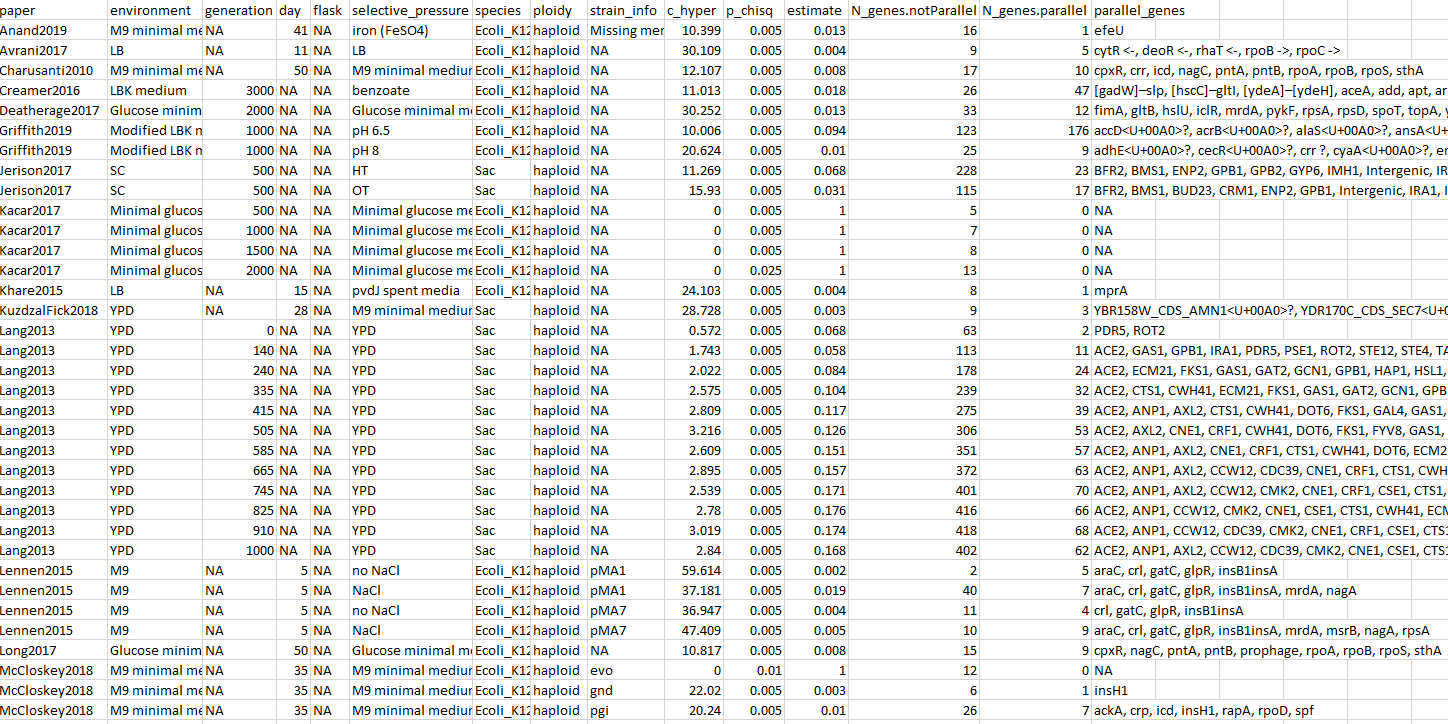 paper environment generation day flask selective_pressure species ploidy strain_info c_hyper p_chisq estimate N_genes.notParallel N_genes.parallel parallel_genes
Anand2019 M9 minimal me NA 41 NA iron (FeSO4) Ecoli_K12 haploid Missing mer 10.399 0.005 0.013 16 1 efeU
Avrani2017 LB NA 11 NA LB Ecoli_K12 haploid NA 30.109 0.005 0.004 9 5 cytR <-, deoR <-, rhaT <-, rpoB ->, rpoC ->
Charusanti2010 M9 minimal me NA 50 NA M9 minimal mediur Ecoli_K12 haploid NA 12.107 0.005 0.008 17 10 cpxR, crr, icd, nagC, pntA, pntB, rpoA, rpoB, rpoS, sthA
Creamer2016 LBK medium 3000 NA NA benzoate Ecoli_K12 haploid NA 11.013 0.005 0.018 26 47 [gadW]–slp, [hscC]–gltI, [ydeA]–[ydeH], aceA, add, apt, ar
Deatherage2017 Glucose minim 2000 NA NA Glucose minimal m Ecoli_K12 haploid NA 30.252 0.005 0.013 33 12 fimA, gltB, hslU, iclR, mrdA, pykF, rpsA, rpsD, spoT, topA, y
Griffith2019 Modified LBK m 1000 NA NA pH 6.5 Ecoli_K12 haploid NA 10.006 0.005 0.094 123 176 accD<U+00A0>?, acrB<U+00A0>?, alaS<U+00A0>?, ansA<U+
Griffith2019 Modified LBK m 1000 NA NA pH 8 Ecoli_K12 haploid NA 20.624 0.005 0.01 25 9 adhE<U+00A0>?, cecR<U+00A0>?, crr ?, cyaA<U+00A0>?, er
Jerison2017 SC 500 NA NA HT Sac haploid NA 11.269 0.005 0.068 228 23 BFR2, BMS1, ENP2, GPB1, GPB2, GYP6, IMH1, Intergenic, IR
Jerison2017 SC 500 NA NA OT Sac haploid NA 15.93 0.005 0.031 115 17 BFR2, BMS1, BUD23, CRM1, ENP2, GPB1, Intergenic, IRA1, I
Kacar2017 Minimal glucos 500 NA NA Minimal glucose me Ecoli_K12 haploid NA 0 0.005 1 5 0 NA
Kacar2017 Minimal glucos 1000 NA NA Minimal glucose me Ecoli_K12 haploid NA 0 0.005 1 7 0 NA
Kacar2017 Minimal glucos 1500 NA NA Minimal glucose me Ecoli_K12 haploid NA 0 0.005 1 8 0 NA
Kacar2017 Minimal glucos 2000 NA NA Minimal glucose me Ecoli_K12 haploid NA 0 0.025 1 13 0 NA
Khare2015 LB NA 15 NA pvdJ spent media Ecoli_K12 haploid NA 24.103 0.005 0.004 8 1 mprA
KuzdzalFick2018 YPD NA 28 NA M9 minimal mediur Sac haploid NA 28.728 0.005 0.003 9 3 YBR158W_CDS_AMN1<U+00A0>?, YDR170C_CDS_SEC7<U+0
Lang2013 YPD 0 NA NA YPD Sac haploid NA 0.572 0.005 0.068 63 2 PDR5, ROT2
Lang2013 YPD 140 NA NA YPD Sac haploid NA 1.743 0.005 0.058 113 11 ACE2, GAS1, GPB1, IRA1, PDR5, PSE1, ROT2, STE12, STE4, TA
Lang2013 YPD 240 NA NA YPD Sac haploid NA 2.022 0.005 0.084 178 24 ACE2, ECM21, FKS1, GAS1, GAT2, GCN1, GPB1, HAP1, HSL1,
Lang2013 YPD 335 NA NA YPD Sac haploid NA 2.575 0.005 0.104 239 32 ACE2, CTS1, CWH41, ECM21, FKS1, GAS1, GAT2, GCN1, GPB
Lang2013 YPD 415 NA NA YPD Sac haploid NA 2.809 0.005 0.117 275 39 ACE2, ANP1, AXL2, CTS1, CWH41, DOT6, FKS1, GAL4, GAS1,
Lang2013 YPD 505 NA NA YPD Sac haploid NA 3.216 0.005 0.126 306 53 ACE2, AXL2, CNE1, CRF1, CWH41, DOT6, FKS1, FYV8, GAS1,
Lang2013 YPD 585 NA NA YPD Sac haploid NA 2.609 0.005 0.151 351 57 ACE2, ANP1, AXL2, CNE1, CRF1, CTS1, CWH41, DOT6, ECM2
Lang2013 YPD 665 NA NA YPD Sac haploid NA 2.895 0.005 0.157 372 63 ACE2, ANP1, AXL2, CCW12, CDC39, CNE1, CRF1, CTS1, CWH
Lang2013 YPD 745 NA NA YPD Sac haploid NA 2.539 0.005 0.171 401 70 ACE2, ANP1, AXL2, CCW12, CMK2, CNE1, CRF1, CSE1, CTS1,
Lang2013 YPD 825 NA NA YPD Sac haploid NA 2.78 0.005 0.176 416 66 ACE2, ANP1, CCW12, CMK2, CNE1, CSE1, CTS1, CWH41, ECM
Lang2013 YPD 910 NA NA YPD Sac haploid NA 3.019 0.005 0.174 418 68 ACE2, ANP1, CCW12, CDC39, CMK2, CNE1, CRF1, CSE1, CTS
Lang2013 YPD 1000 NA NA YPD Sac haploid NA 2.84 0.005 0.168 402 62 ACE2, ANP1, AXL2, CCW12, CDC39, CMK2, CNE1, CSE1, CTS1
Lennen2015 M9 NA 5 NA no NaCl Ecoli_K12 haploid pMA1 59.614 0.005 0.002 2 5 araC, crl, gatC, glpR, insB1insA
Lennen2015 M9 NA 5 NA NaCl Ecoli_K12 haploid pMA1 37.181 0.005 0.019 40 7 araC, crl, gatC, glpR, insB1insA, mrdA, nagA
Lennen2015 M9 NA 5 NA no NaCl Ecoli_K12 haploid pMA7 36.947 0.005 0.004 11 4 crl, gatC, glpR, insB1insA
Lennen2015 M9 NA 5 NA NaCl Ecoli_K12 haploid pMA7 47.409 0.005 0.005 10 9 araC, crl, gatC, glpR, insB1insA, mrdA, msrB, nagA, rpsA
Long2017 Glucose minim NA 50 NA Glucose minimal m Ecoli_K12 haploid NA 10.817 0.005 0.008 15 9 cpxR, nagC, pntA, pntB, prophage, rpoA, rpoB, rpoS, sthA
McCloskey2018 M9 minimal me NA 35 NA M9 minimal mediur Ecoli_K12 haploid evo 0 0.01 1 12 0 NA
McCloskey2018 M9 minimal me NA 35 NA M9 minimal mediur Ecoli_K12 haploid gnd 22.02 0.005 0.003 6 1 insH1
McCloskey2018 M9 minimal me NA 35 NA M9 minimal mediur Ecoli_K12 haploid pgi 20.24 0.005 0.01 26 7 ackA, crp, icd, insH1, rapA, rpoD, spf